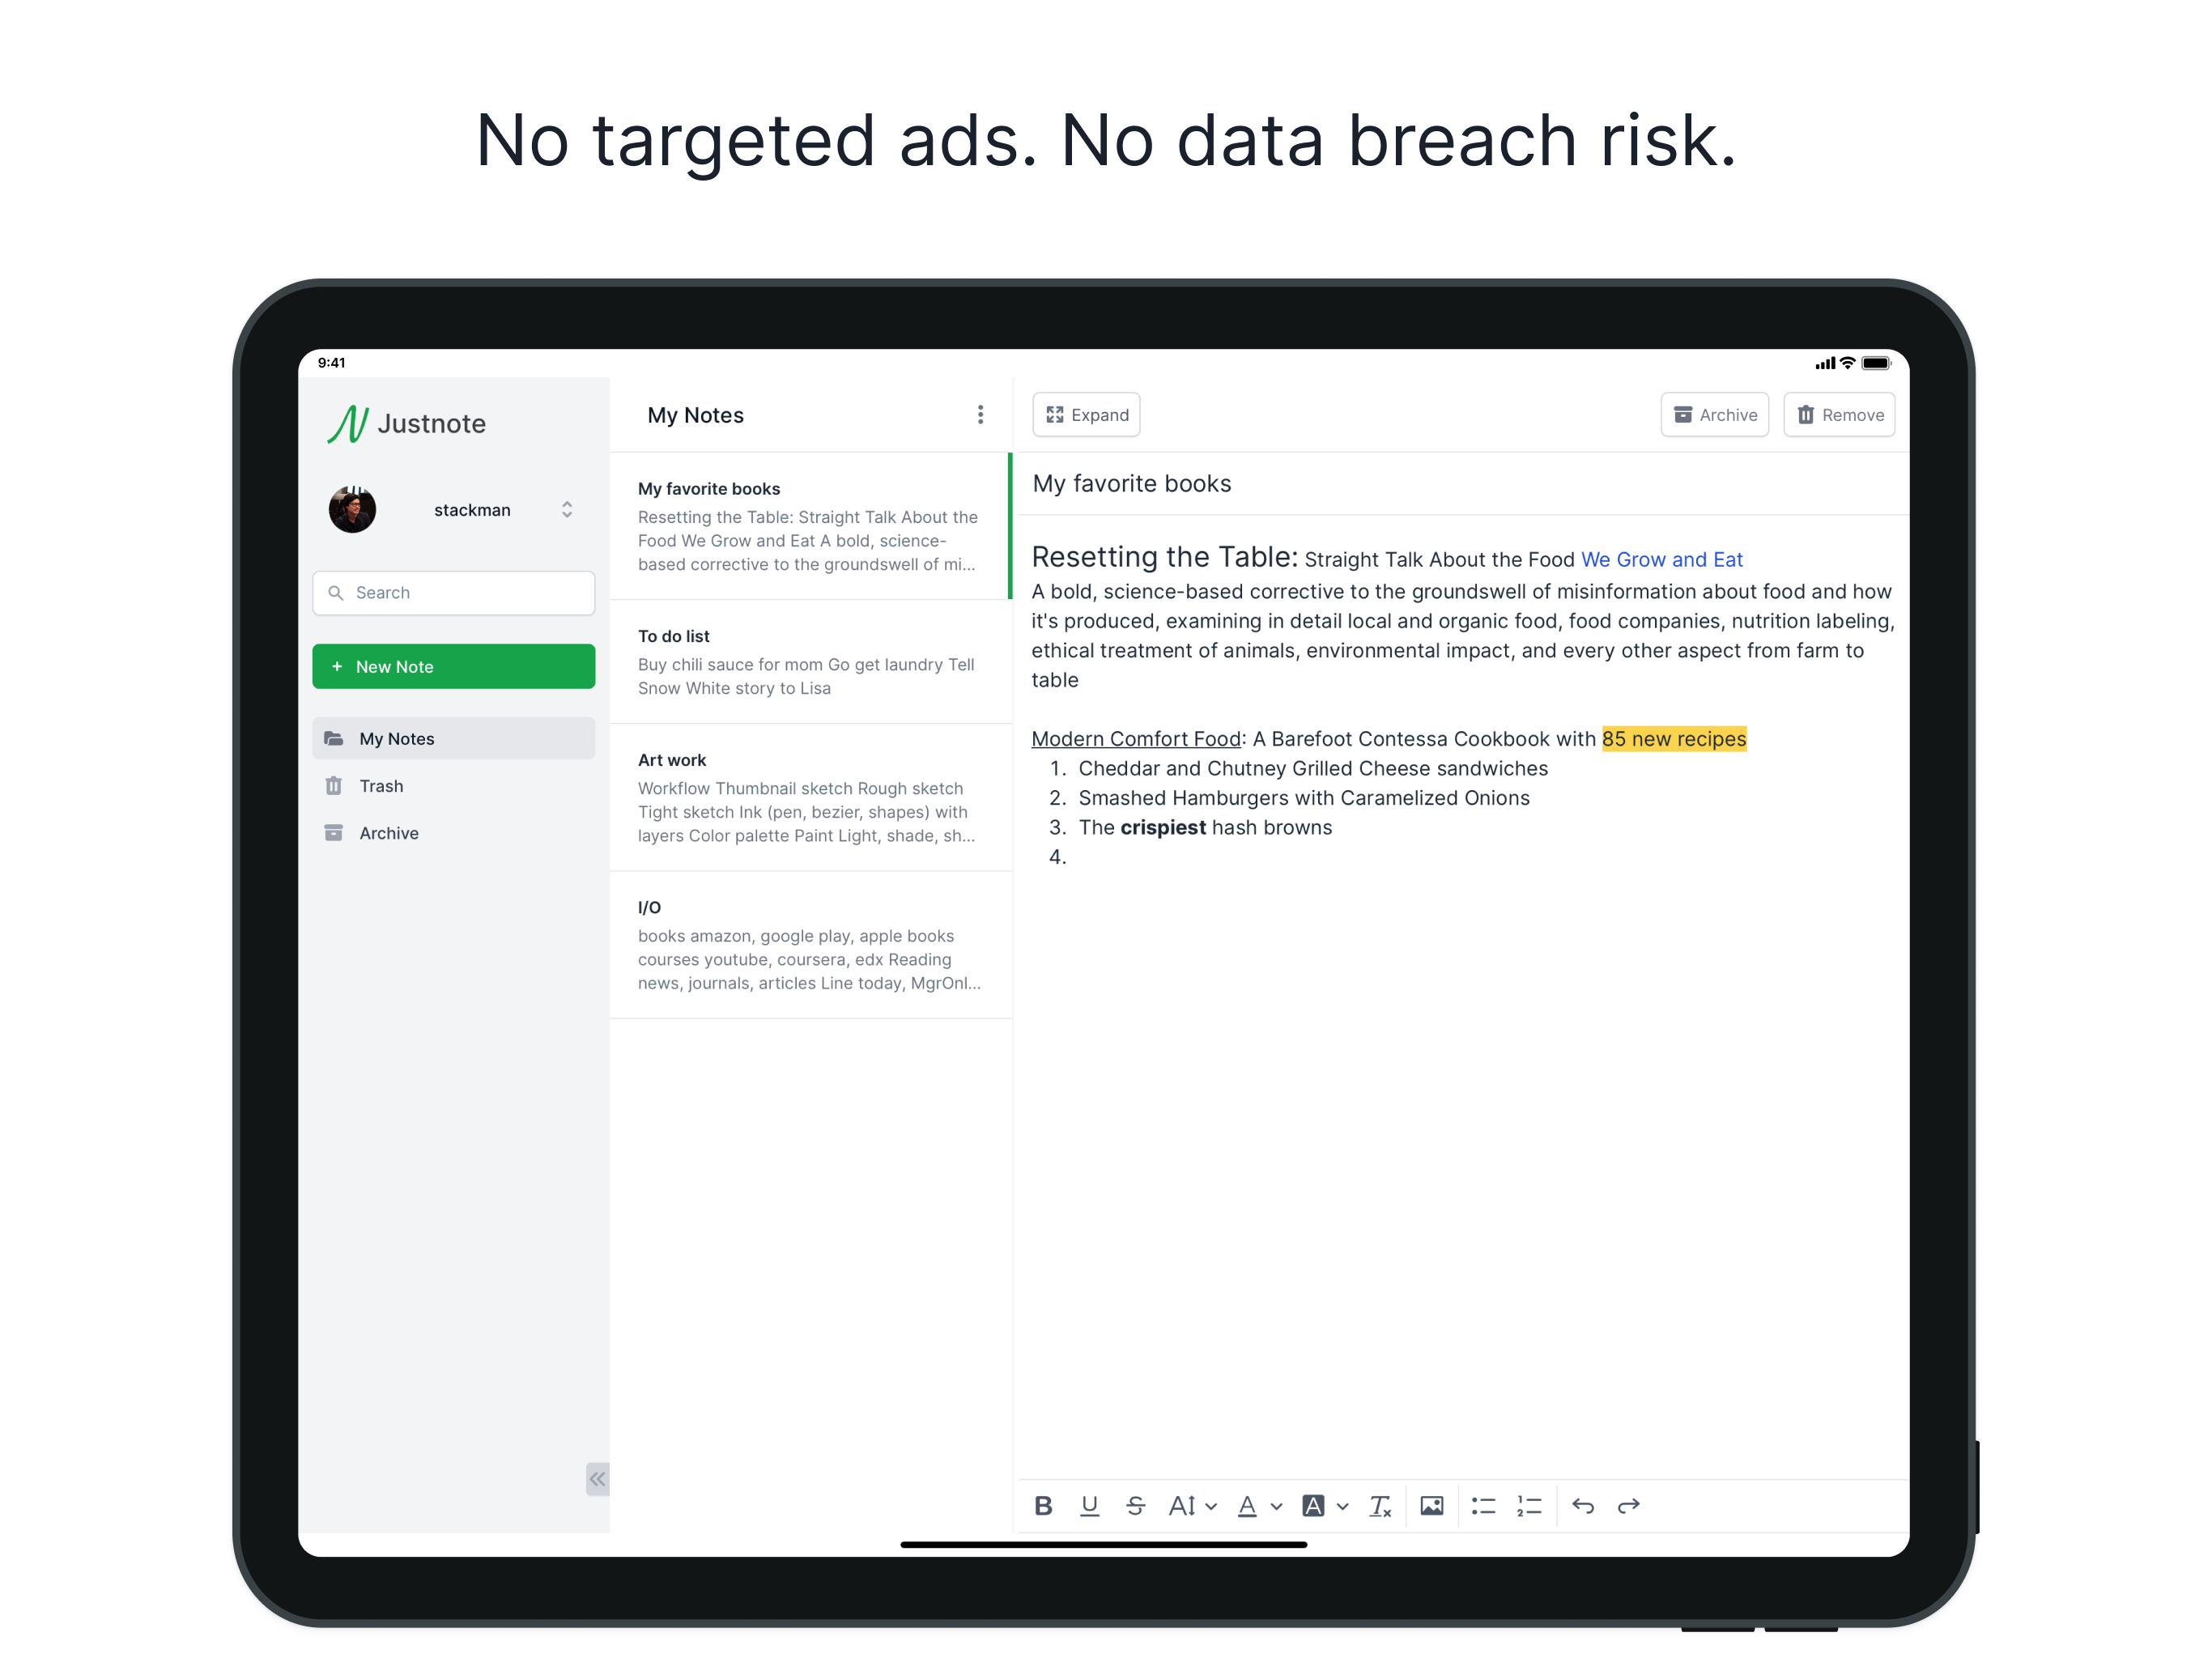 No targeted ads. No data breach risk.
9:41
Justnote
stackman
Search
+ New Note
My Notes
Trash
Archive
My Notes
My favorite books
Resetting the Table: Straight Talk About the
Food We Grow and Eat A bold, science-
based corrective to the groundswell of mi...
To do list
Buy chili sauce for mom Go get laundry Tell
Snow White story to Lisa
Art work
Workflow Thumbnail sketch Rough sketch
Tight sketch Ink (pen, bezier, shapes) with
layers Color palette Paint Light, shade, sh...
I/O
books amazon, google play, apple books
courses youtube, coursera, edx Reading
news, journals, articles Line today, MgrOnl...
Expand
Archive
Remove
My favorite books
Resetting the Table: Straight Talk About the Food We Grow and Eat
A bold, science-based corrective to the groundswell of misinformation about food and how
it's produced, examining in detail local and organic food, food companies, nutrition labeling,
ethical treatment of animals, environmental impact, and every other aspect from farm to
table
Modern Comfort Food: A Barefoot Contessa Cookbook with 85 new recipes
1. Cheddar and Chutney Grilled Cheese sandwiches
2. Smashed Hamburgers with Caramelized Onions
3. The crispiest hash browns
4.